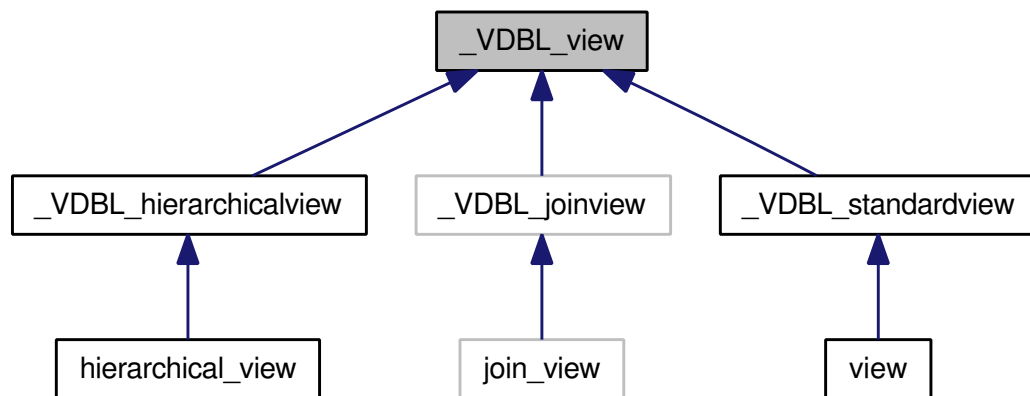 _VDBL_view
_VDBL_hierarchicalview
_VDBL_joinview
_VDBL_standardview
hierarchical_view
join_view
view